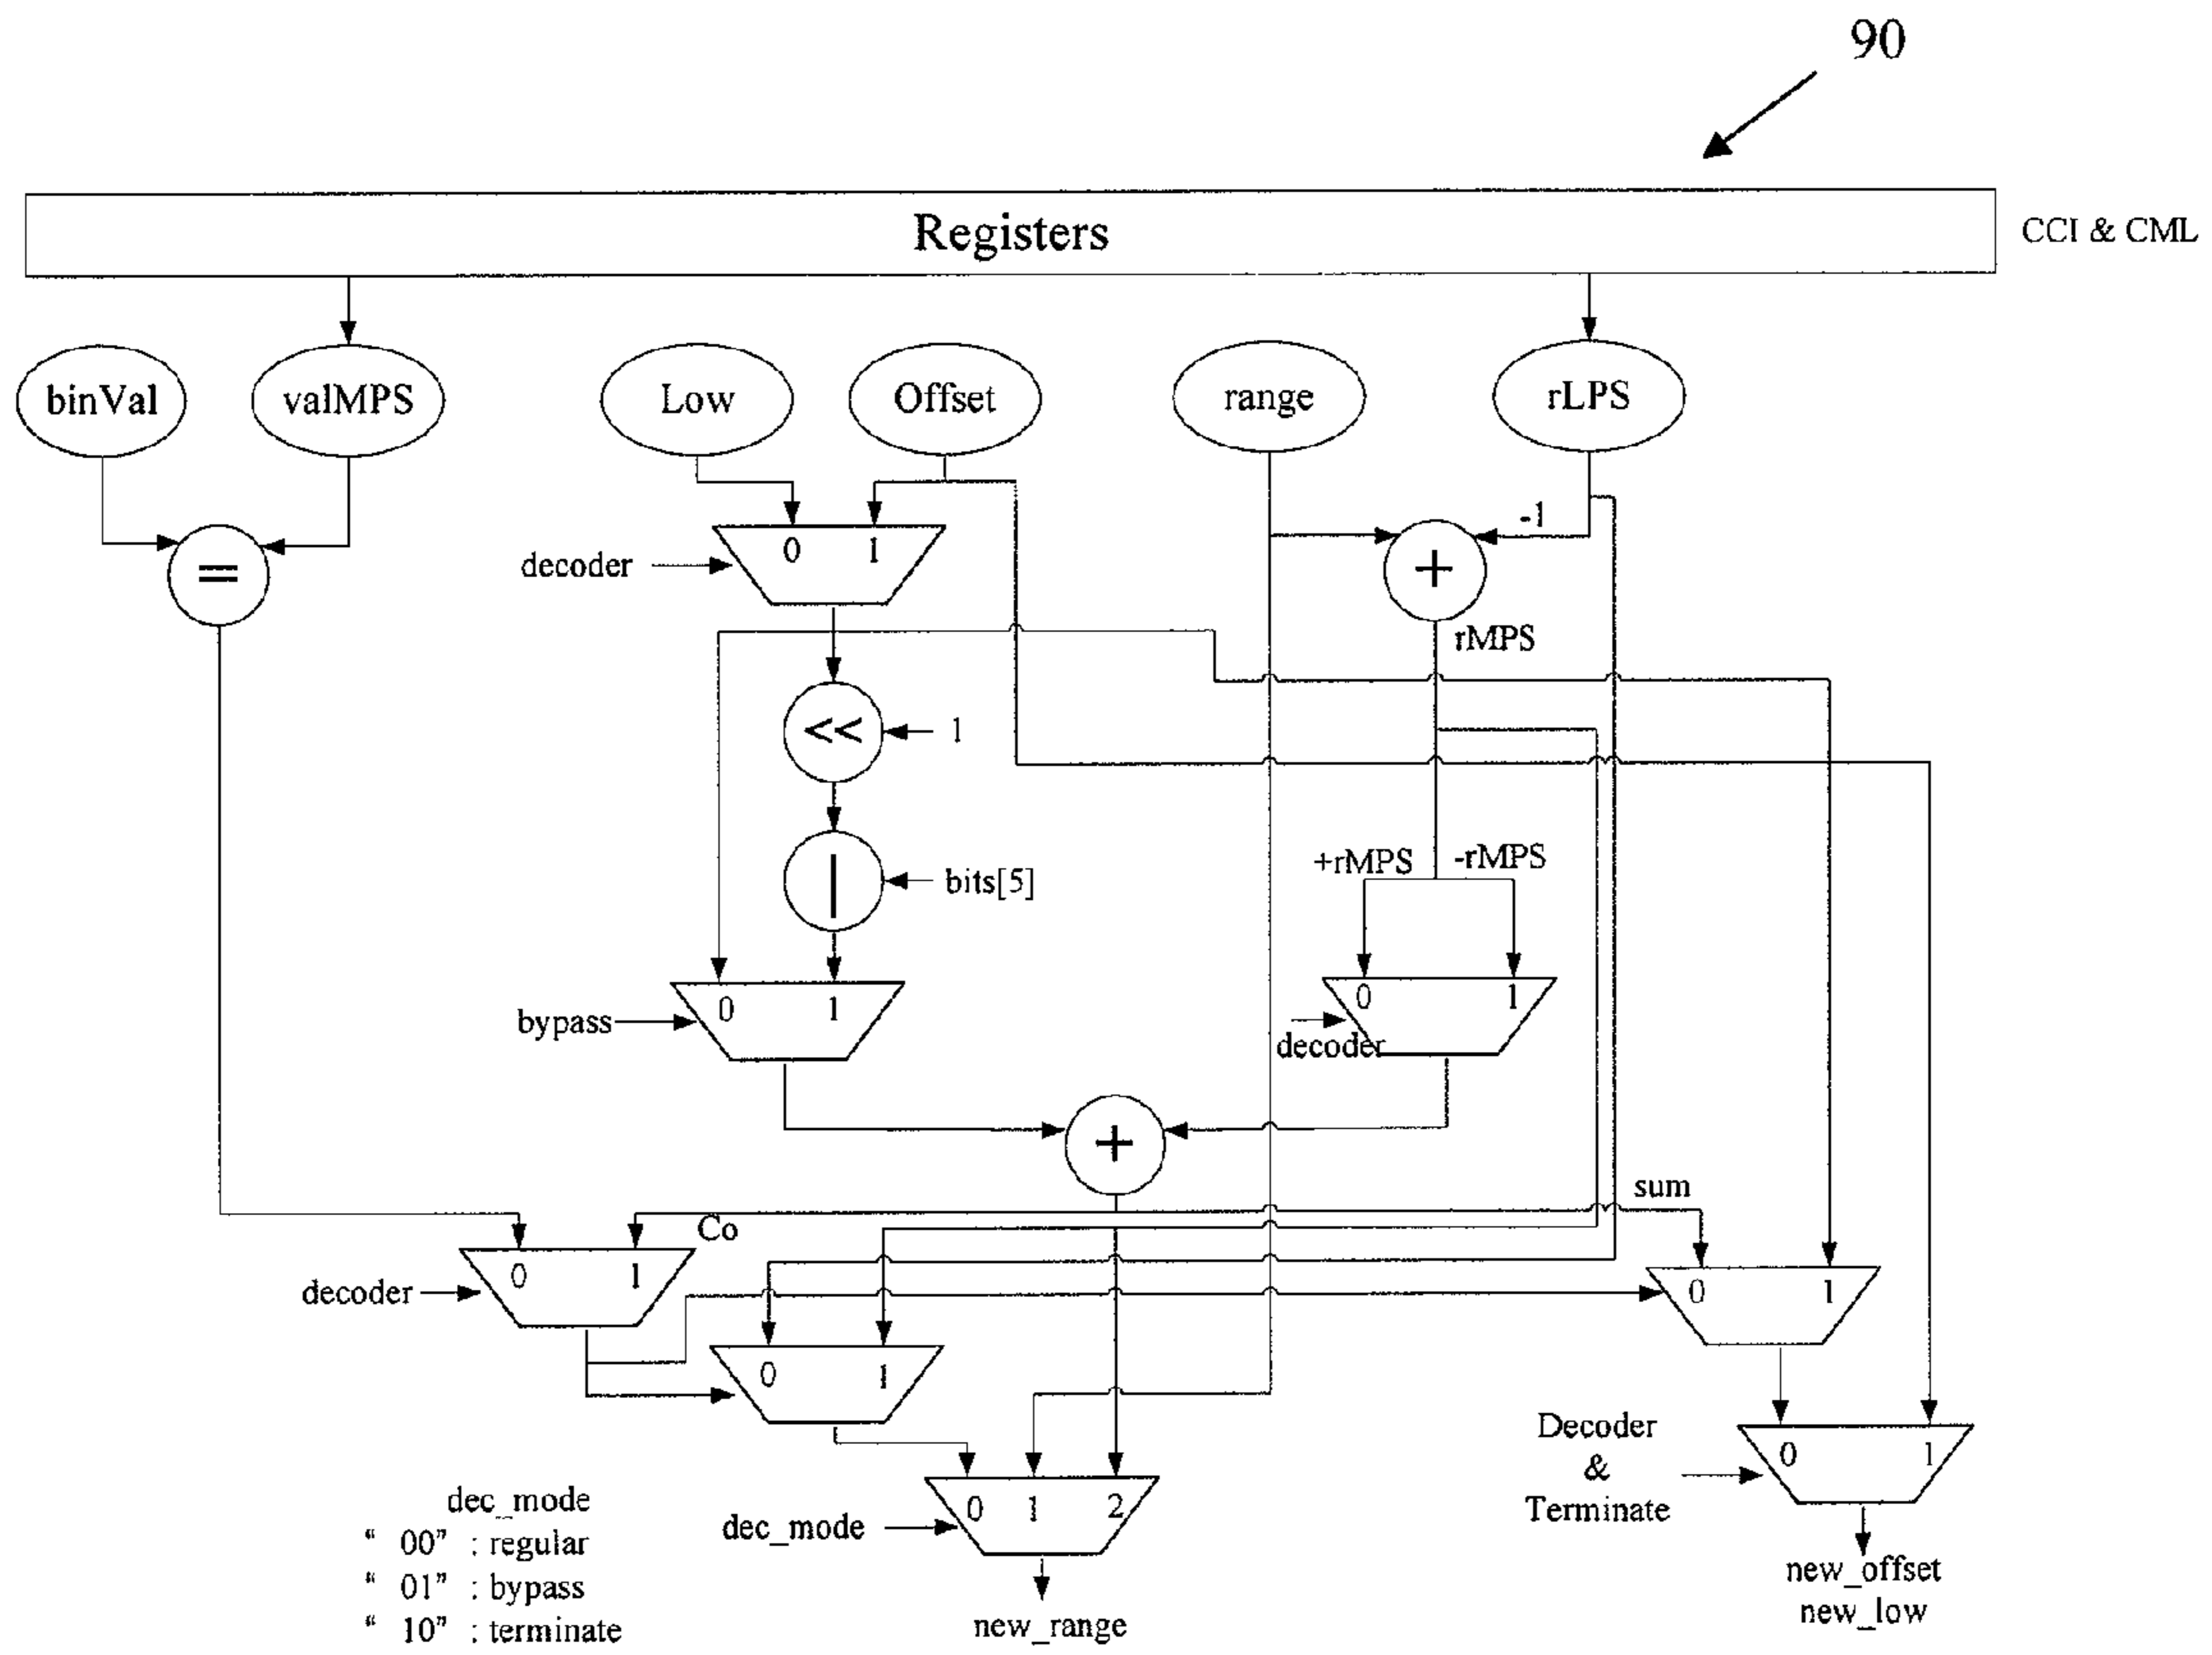 90
Registers
CCI & CML
binVal
valMPS
Low
Offset
range
rLPS
-1
=
0 1
decoder
+
rMPS
<<
1
|
bits[5]
+rMPS
-rMPS
0 1
bypass
0 1
decoder
+
sum
Co
0 1
decoder
0 1
0 1
Decoder
&
Terminate
0 1
dec_mode
0 1 2
dec_mode
“ 00” : regular
“ 01” : bypass
“ 10” : terminate
new_range
new_offset
new_low